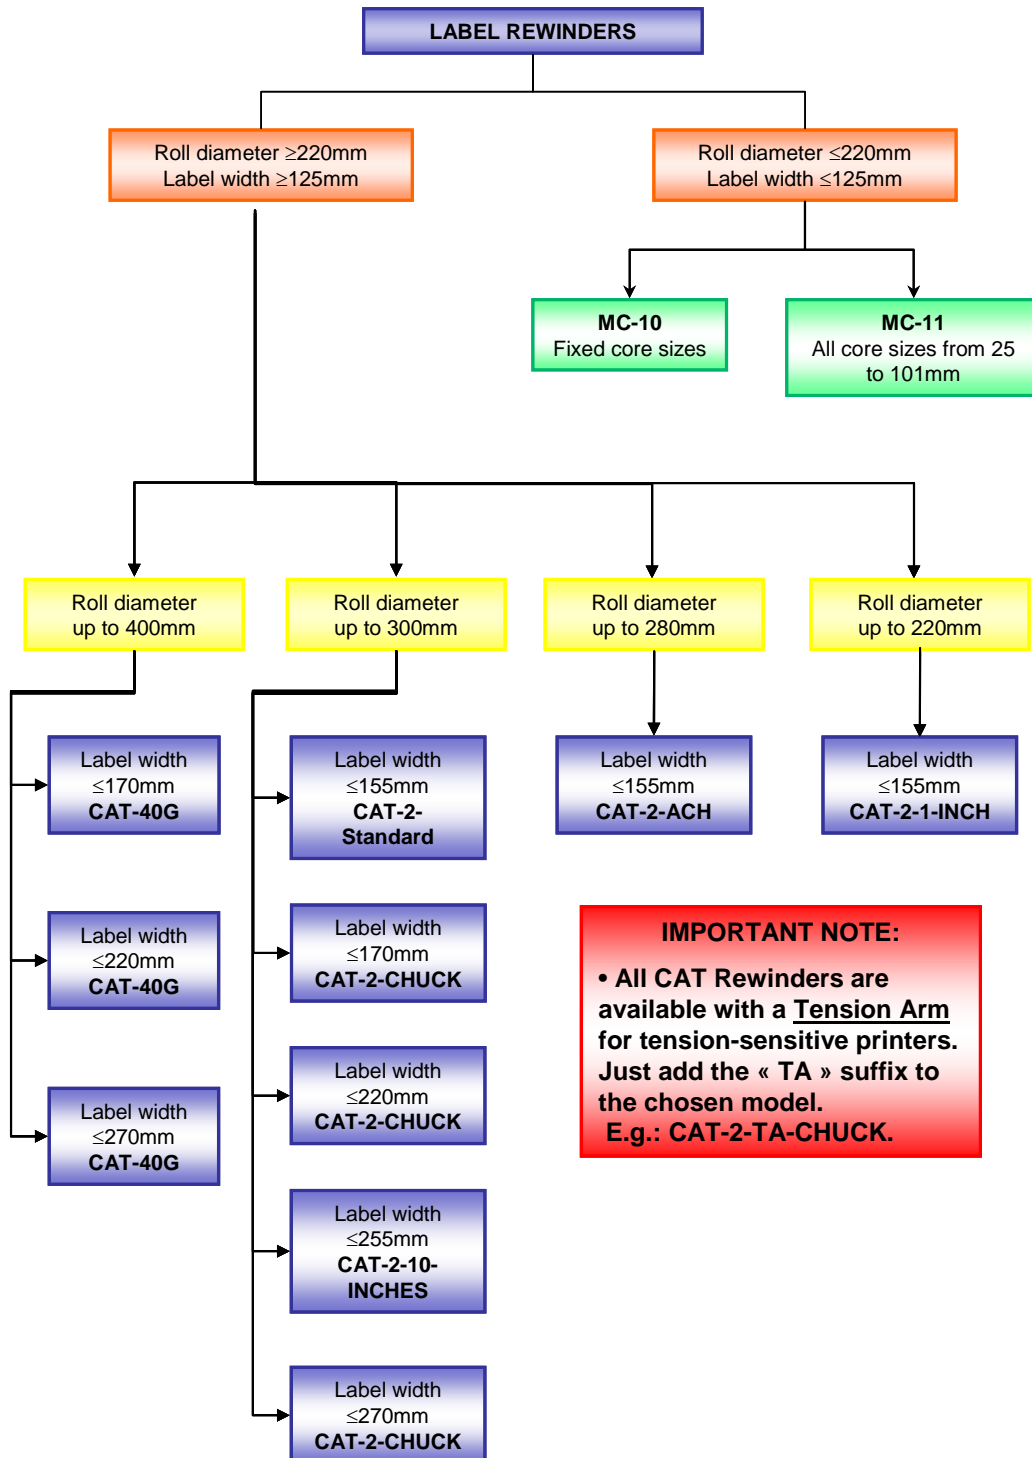 LABEL REWINDERS
Roll diameter ≥220mm
Label width ≥125mm
Roll diameter ≤220mm
Label width ≤125mm
MC-10
Fixed core sizes
MC-11
All core sizes from 25
to 101mm
Roll diameter
up to 400mm
Roll diameter
up to 300mm
Roll diameter
up to 280mm
Roll diameter
up to 220mm
Label width
≤170mm
CAT-40G
Label width
≤220mm
CAT-40G
Label width
≤270mm
CAT-40G
Label width
≤155mm
CAT-2-
Standard
Label width
≤170mm
CAT-2-CHUCK
Label width
≤220mm
CAT-2-CHUCK
Label width
≤255mm
CAT-2-10-
INCHES
Label width
≤270mm
CAT-2-CHUCK
Label width
≤155mm
CAT-2-ACH
Label width
≤155mm
CAT-2-1-INCH
IMPORTANT NOTE:
• All CAT Rewinders are
available with a Tension Arm
for tension-sensitive printers.
Just add the « TA » suffix to
the chosen model.
E.g.: CAT-2-TA-CHUCK.